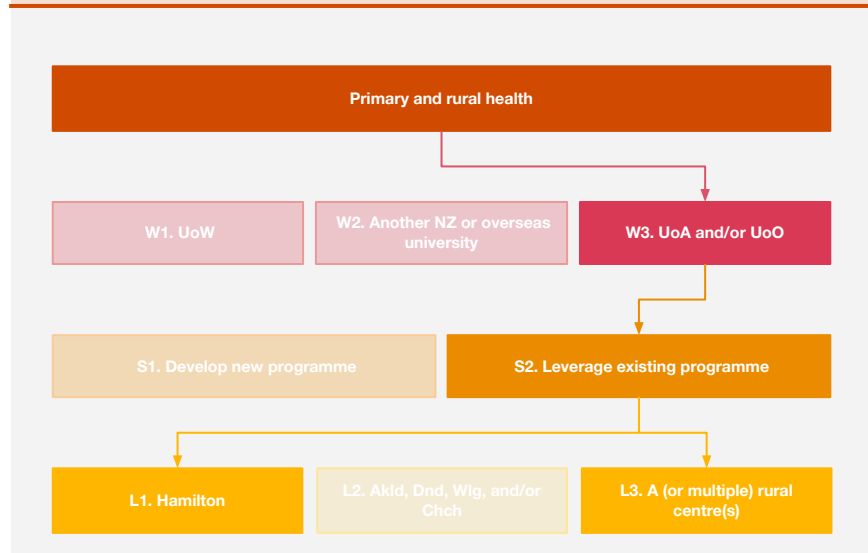 Primary and rural health
W1. UoW
W2. Another NZ or overseas
university
W3. UoA and/or UoO
S1. Develop new programme
S2. Leverage existing programme
L1. Hamilton
L2. Akld, Dnd, Wlg, and/or
Chch
L3. A (or multiple) rural
centre(s)